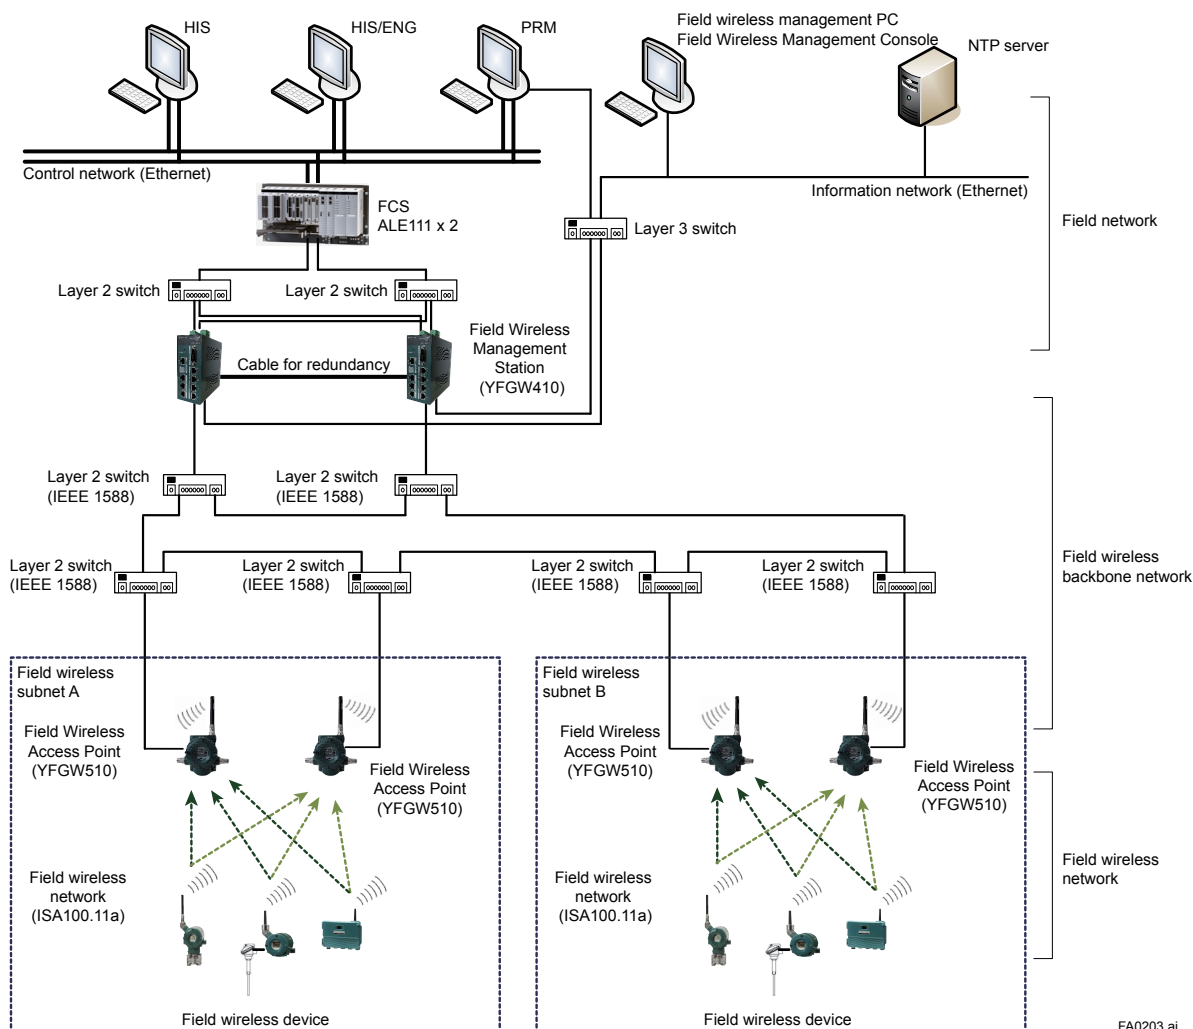 HIS
HIS/ENG
PRM
Field wireless management PC
Field Wireless Management Console
NTP server
Control network (Ethernet)
Information network (Ethernet)
FCS
ALE111 x 2
Layer 3 switch
Field network
Layer 2 switch
Layer 2 switch
Field Wireless
Management
Station
(YFGW410)
Cable for redundancy
Layer 2 switch
(IEEE 1588)
Layer 2 switch
(IEEE 1588)
Layer 2 switch
(IEEE 1588)
Layer 2 switch
(IEEE 1588)
Layer 2 switch
(IEEE 1588)
Layer 2 switch
(IEEE 1588)
Field wireless
backbone network
Field wireless
subnet A
Field wireless
subnet B
Field Wireless
Access Point
(YFGW510)
Field Wireless
Access Point
(YFGW510)
Field Wireless
Access Point
(YFGW510)
Field Wireless
Access Point
(YFGW510)
Field wireless
network
(ISA100.11a)
Field wireless
network
(ISA100.11a)
Field wireless
network
Field wireless device
Field wireless device
FA0203.ai